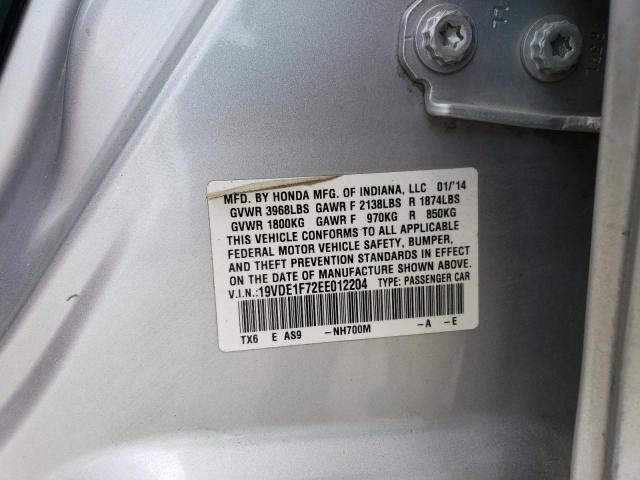 MFD. BY HONDA MFG. OF INDIANA, LLC 01/'14
GVWR 3968LBS GAWR F 2138LBS R 1874LBS
GVWR 1800KG GAWR F 970KG R 850KG
THIS VEHICLE CONFORMS TO ALL APPLICABLE
FEDERAL MOTOR VEHICLE SAFETY, BUMPER,
AND THEFT PREVENTION STANDARDS IN EFFECT
ON THE DATE OF MANUFACTURE SHOWN ABOVE.
V.I.N.:19VDE1F72EE012204 TYPE: PASSENGER CAR
TX6 E AS9 -NH700M -A -E